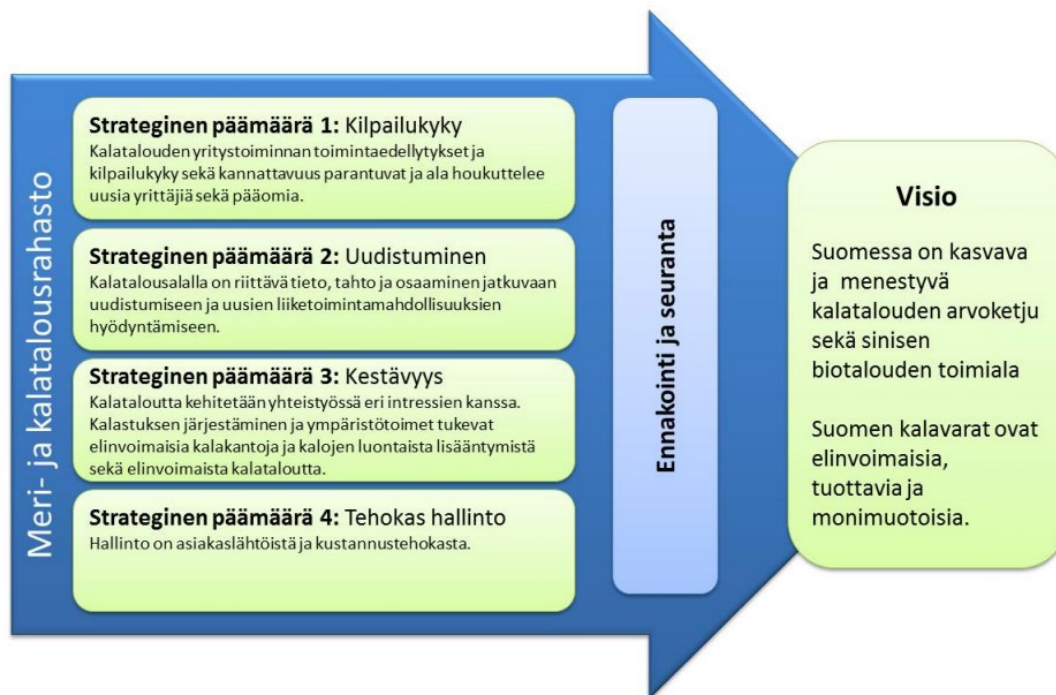 Meri- ja kalatalousrahasto
Strateginen päämäärä 1: Kilpailukyky
Kalatalouden yritystoiminnan toimintaedellytykset ja
kilpailukyky sekä kannattavuus parantuvat ja ala houkuttelee
uusia yrittäjiä sekä pääomia.
Strateginen päämäärä 2: Uudistuminen
Kalatalousalalla on riittävä tieto, tahto ja osaaminen jatkuvaan
uudistumiseen ja uusien liiketoimintamahdollisuuksien
hyödyntämiseen.
Strateginen päämäärä 3: Kestävyys
Kalataloutta kehitetään yhteistyössä eri intressien kanssa.
Kalastuksen järjestäminen ja ympäristötoimet tukevat
elinvoimaisia kalakantoja ja kalojen luontaista lisääntymistä
sekä elinvoimaista kalataloutta.
Strateginen päämäärä 4: Tehokas hallinto
Hallinto on asiakaslähtöistä ja kustannustehokasta.
Ennakointi ja seuranta
Visio
Suomessa on kasvava
ja menestyvä
kalatalouden arvoketju
sekä sinisen
biotalouden toimiala
Suomen kalavarat ovat
elinvoimaisia,
tuottavia ja
monimuotoisia.